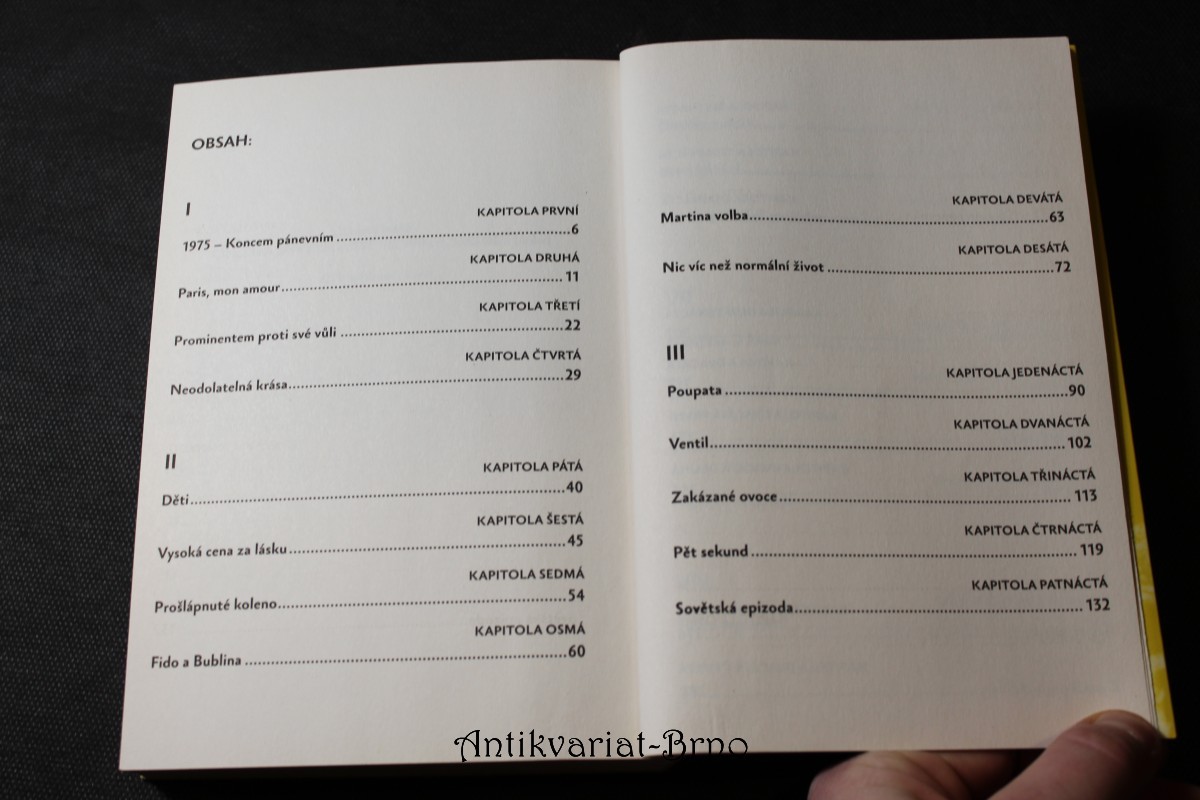 OBSAH:
I
KAPITOLA PRVNÍ
1975 – Koncem pánevním ........ 6
KAPITOLA DRUHÁ
Paris, mon amour ........ 11
KAPITOLA TŘETÍ
Prominentem proti své vůli ........ 22
KAPITOLA ČTVRTÁ
Neodolatelná krása ........ 29
II
KAPITOLA PÁTÁ
Děti ........ 40
KAPITOLA ŠESTÁ
Vysoká cena za lásku ........ 45
KAPITOLA SEDMÁ
Prošlápnuté koleno ........ 54
KAPITOLA OSMÁ
Fido a Bublina ........ 60
KAPITOLA DEVÁTÁ
Martina volba ........ 63
KAPITOLA DESÁTÁ
Nic víc než normální život ........ 72
III
KAPITOLA JEDENÁCTÁ
Poupata ........ 90
KAPITOLA DVANÁCTÁ
Ventil ........ 102
KAPITOLA TŘINÁCTÁ
Zakázané ovoce ........ 113
KAPITOLA ČTRNÁCTÁ
Pět sekund ........ 119
KAPITOLA PATNÁCTÁ
Sovětská epizoda ........ 132
Antikvariat-Brno